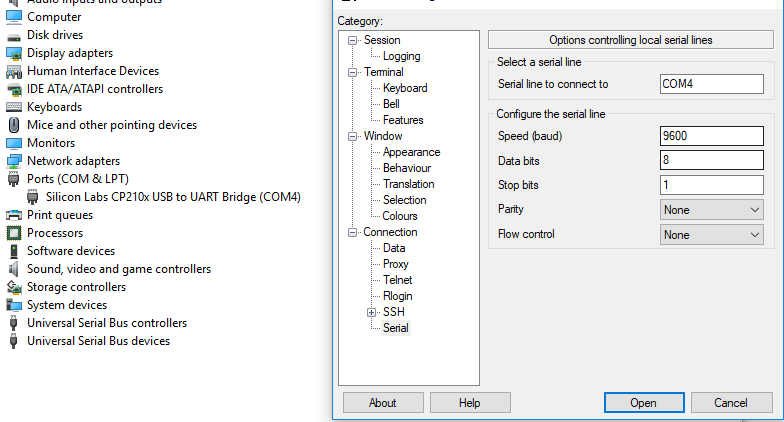 Computer
Disk drives
Display adapters
Human Interface Devices
IDE ATA/ATAPI controllers
Keyboards
Mice and other pointing devices
Monitors
Network adapters
Ports (COM & LPT)
Silicon Labs CP210x USB to UART Bridge (COM4)
Print queues
Processors
Software devices
Sound, video and game controllers
Storage controllers
System devices
Universal Serial Bus controllers
Universal Serial Bus devices
Category:
Session
Logging
Terminal
Keyboard
Bell
Features
Window
Appearance
Behaviour
Translation
Selection
Colours
Connection
Data
Proxy
Telnet
Rlogin
SSH
Serial
Options controlling local serial lines
Select a serial line
Serial line to connect to COM4
Configure the serial line
Speed (baud) 9600
Data bits 8
Stop bits 1
Parity None
Flow control None
About Help Open Cancel